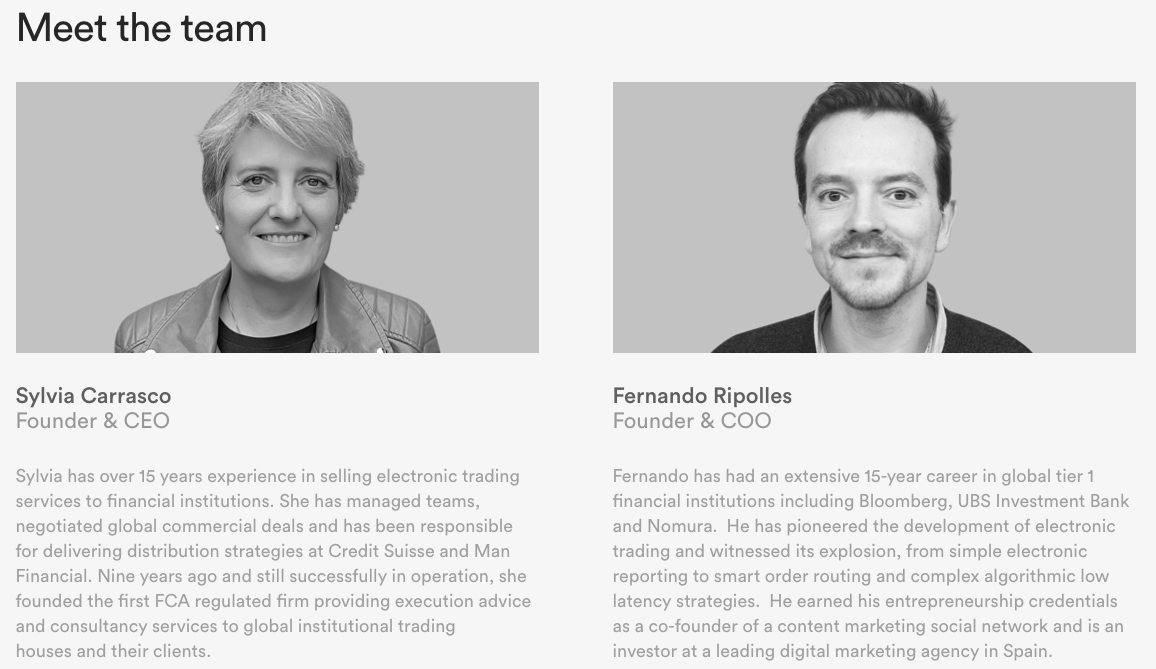 Meet the team
Sylvia Carrasco
Founder & CEO
Sylvia has over 15 years experience in selling electronic trading
services to financial institutions. She has managed teams,
negotiated global commercial deals and has been responsible
for delivering distribution strategies at Credit Suisse and Man
Financial. Nine years ago and still successfully in operation, she
founded the first FCA regulated firm providing execution advice
and consultancy services to global institutional trading
houses and their clients.
Fernando Ripolles
Founder & COO
Fernando has had an extensive 15-year career in global tier 1
financial institutions including Bloomberg, UBS Investment Bank
and Nomura.  He has pioneered the development of electronic
trading and witnessed its explosion, from simple electronic
reporting to smart order routing and complex algorithmic low
latency strategies.  He earned his entrepreneurship credentials
as a co-founder of a content marketing social network and is an
investor at a leading digital marketing agency in Spain.